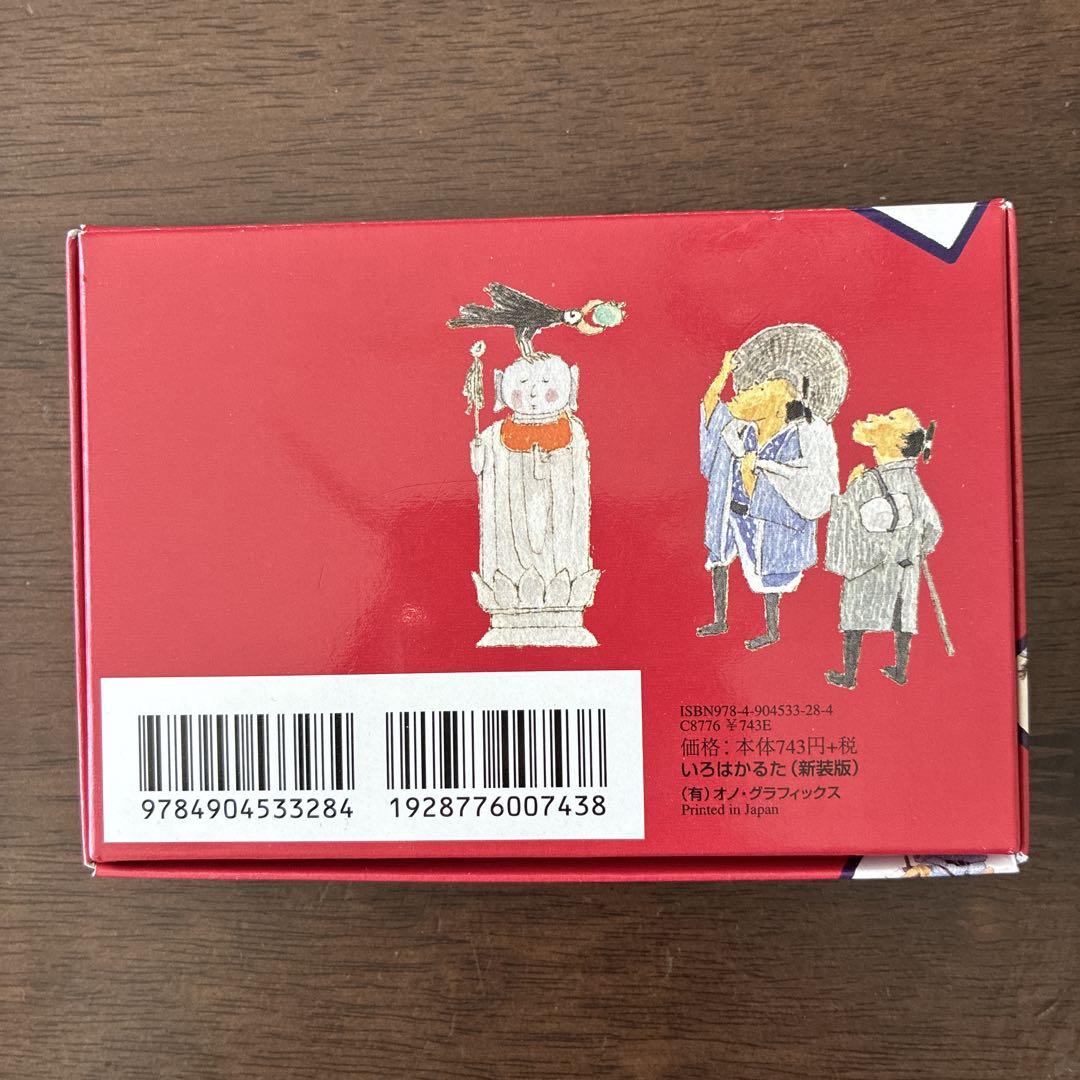 9784904533284
1928776007438
ISBN978-4-904533-28-4
C8776 ¥743E
価格：本体743円+税
いろはかるた（新装版）
（有）オノ・グラフィックス
Printed in Japan